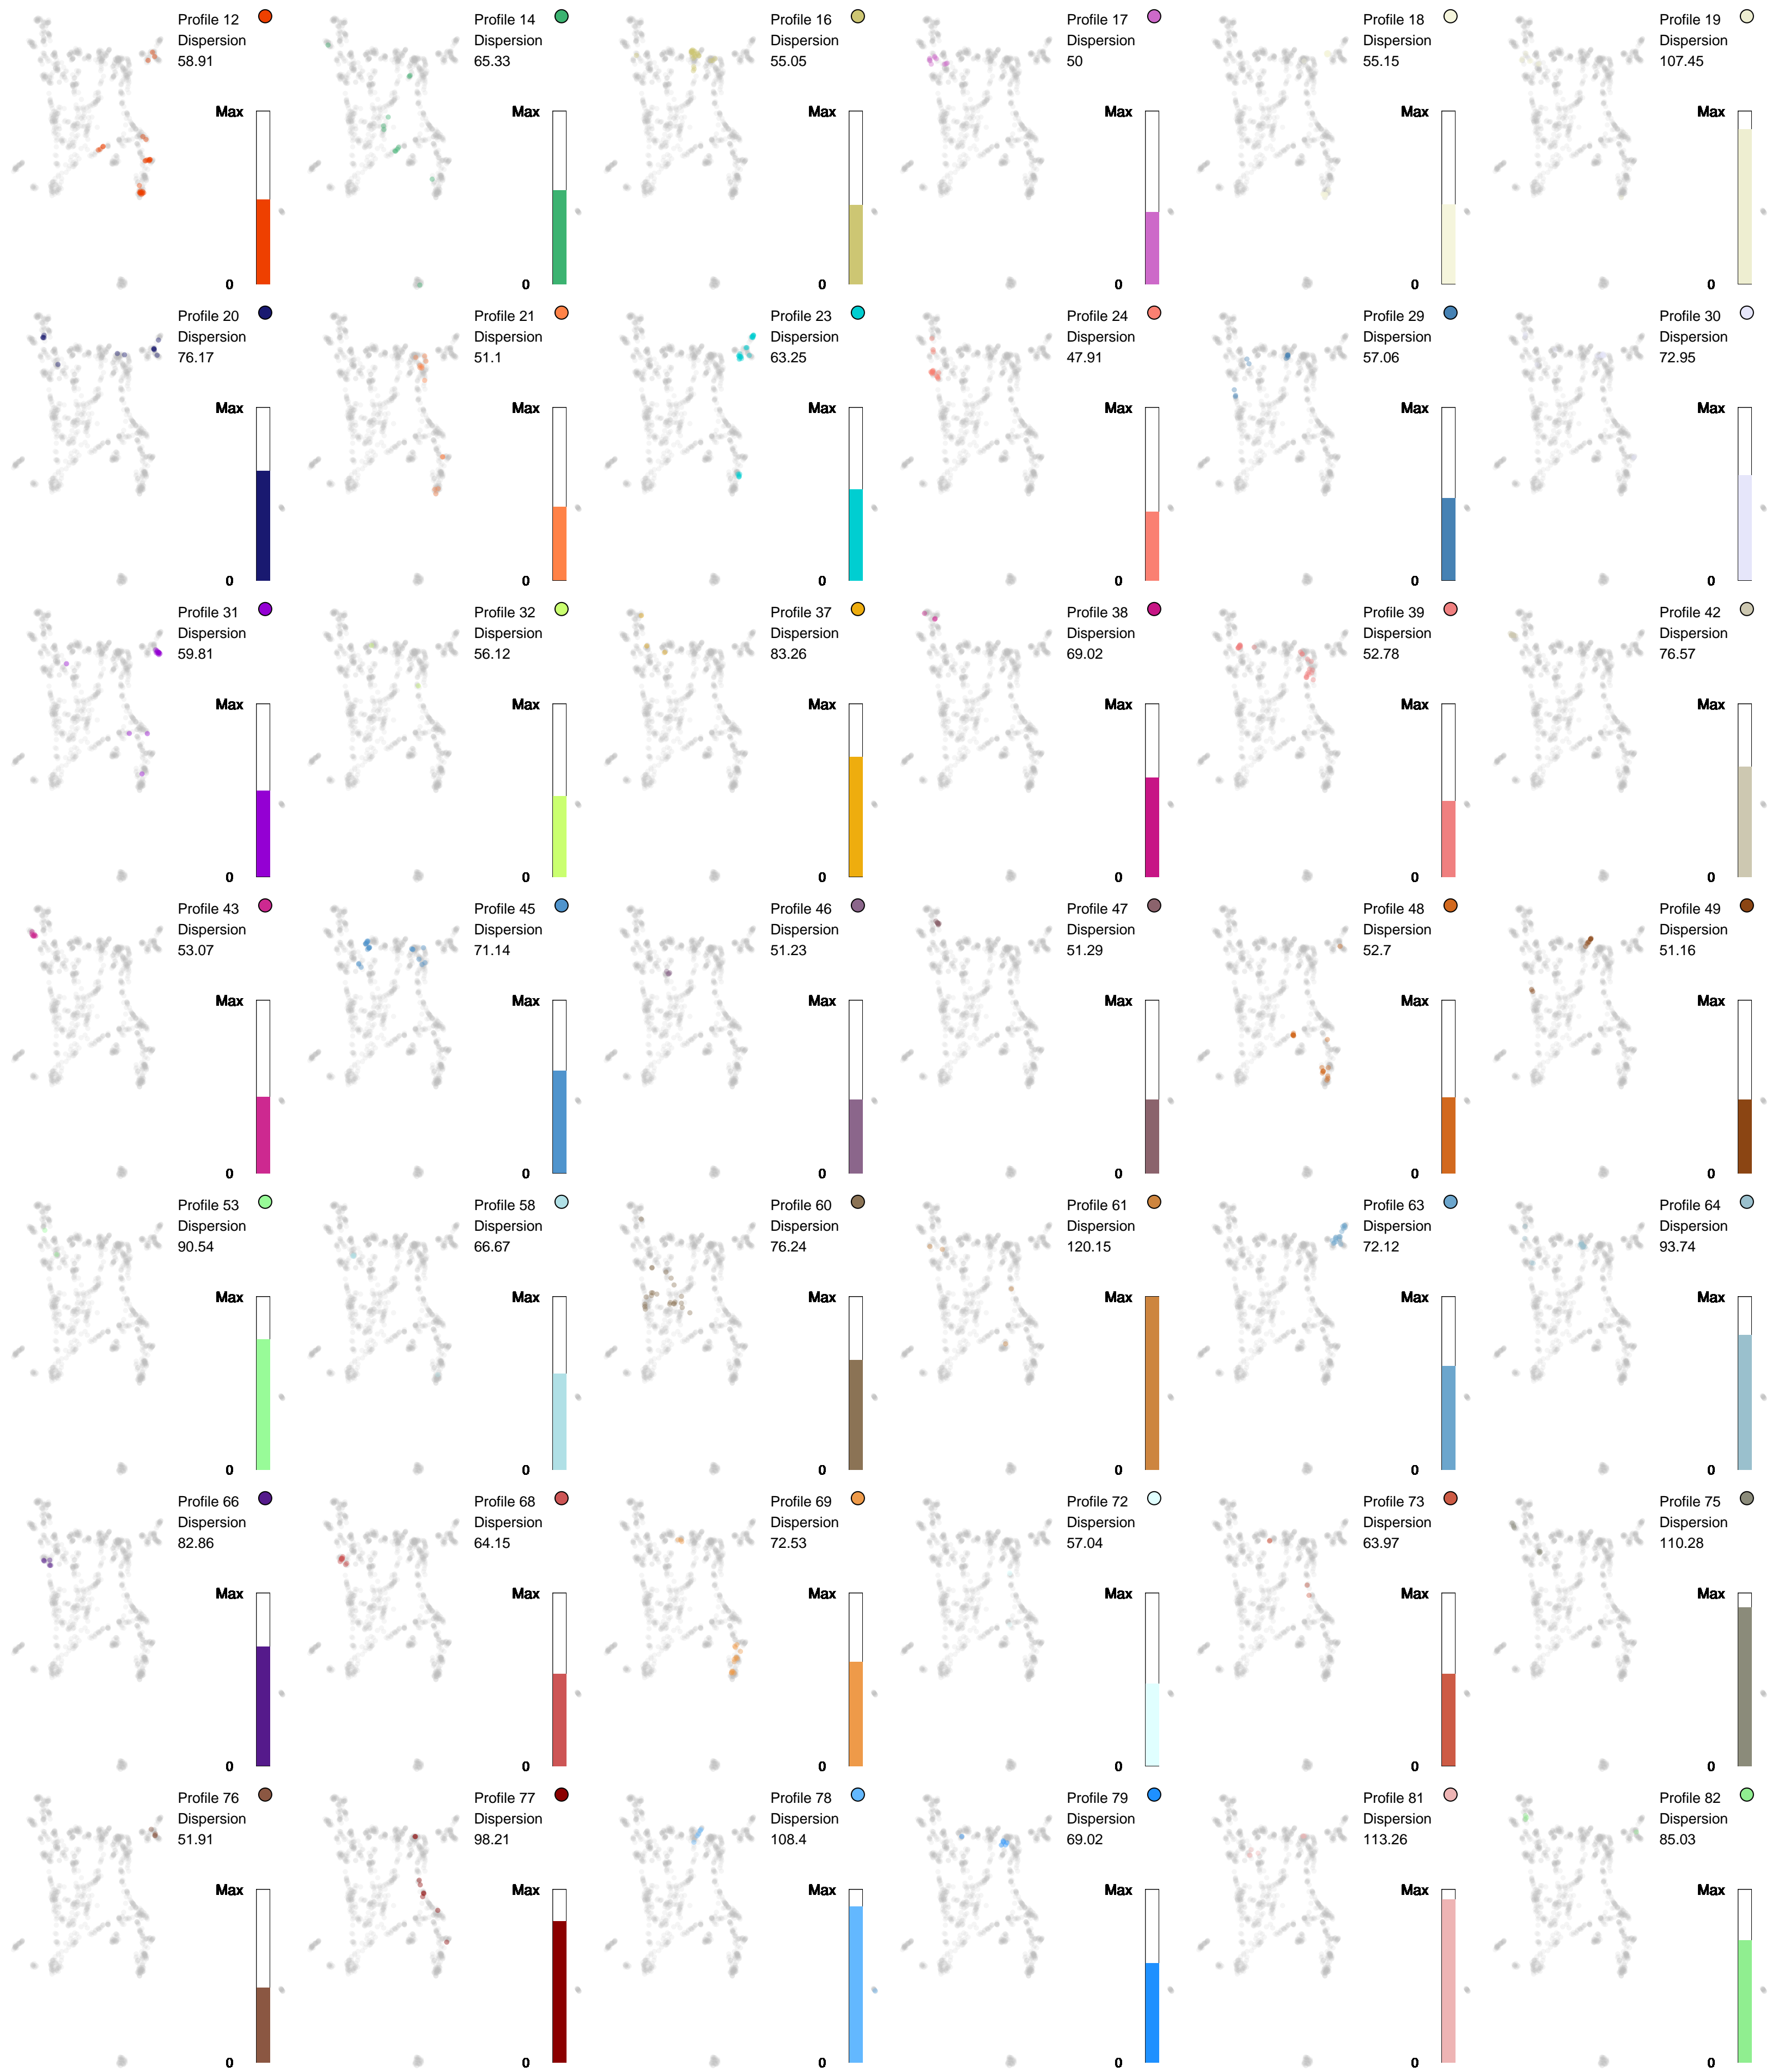 Profile 12
Dispersion
58.91
Max
0
Profile 14
Dispersion
65.33
Max
0
Profile 16
Dispersion
55.05
Max
0
Profile 17
Dispersion
50
Max
0
Profile 18
Dispersion
55.15
Max
0
Profile 19
Dispersion
107.45
Max
0
Profile 20
Dispersion
76.17
Max
0
Profile 21
Dispersion
51.1
Max
0
Profile 23
Dispersion
63.25
Max
0
Profile 24
Dispersion
47.91
Max
0
Profile 29
Dispersion
57.06
Max
0
Profile 30
Dispersion
72.95
Max
0
Profile 31
Dispersion
59.81
Max
0
Profile 32
Dispersion
56.12
Max
0
Profile 37
Dispersion
83.26
Max
0
Profile 38
Dispersion
69.02
Max
0
Profile 39
Dispersion
52.78
Max
0
Profile 42
Dispersion
76.57
Max
0
Profile 43
Dispersion
53.07
Max
0
Profile 45
Dispersion
71.14
Max
0
Profile 46
Dispersion
51.23
Max
0
Profile 47
Dispersion
51.29
Max
0
Profile 48
Dispersion
52.7
Max
0
Profile 49
Dispersion
51.16
Max
0
Profile 53
Dispersion
90.54
Max
0
Profile 58
Dispersion
66.67
Max
0
Profile 60
Dispersion
76.24
Max
0
Profile 61
Dispersion
120.15
Max
0
Profile 63
Dispersion
72.12
Max
0
Profile 64
Dispersion
93.74
Max
0
Profile 66
Dispersion
82.86
Max
0
Profile 68
Dispersion
64.15
Max
0
Profile 69
Dispersion
72.53
Max
0
Profile 72
Dispersion
57.04
Max
0
Profile 73
Dispersion
63.97
Max
0
Profile 75
Dispersion
110.28
Max
0
Profile 76
Dispersion
51.91
Max
0
Profile 77
Dispersion
98.21
Max
0
Profile 78
Dispersion
108.4
Max
0
Profile 79
Dispersion
69.02
Max
0
Profile 81
Dispersion
113.26
Max
0
Profile 82
Dispersion
85.03
Max
0